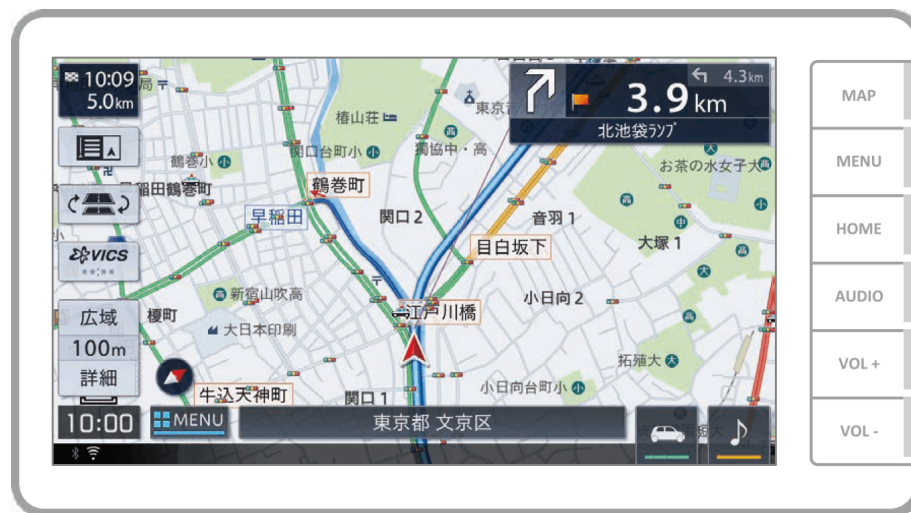 10:09
5.0km
局
4.3km
3.9km
北池袋ランプ
椿山荘
鶴巻小
関口台町小
獨協中・高
お茶の水女子大
早稲田鶴巻町
鶴巻町
早稲田
関口2
音羽1
目白坂下
大塚1
VICS
**:**
広域
100m
詳細
榎町
新宿山吹高
大日本印刷
江戸川橋
小日向2
拓殖大
牛込天神町
関口1
小日向台町小
10:00
MENU
東京都 文京区
MAP
MENU
HOME
AUDIO
VOL +
VOL -